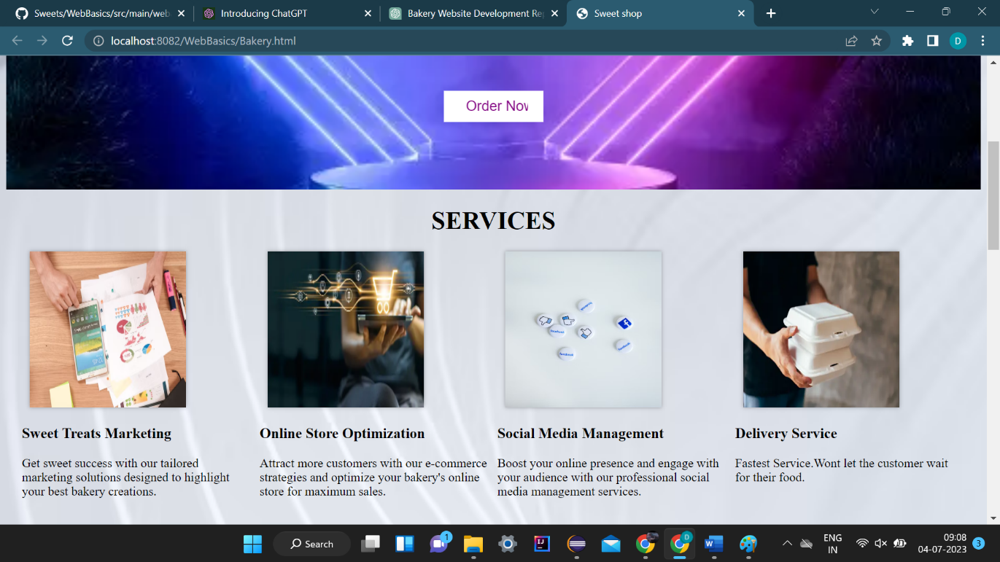 Sweets/WebBasics/src/main/web
Introducing ChatGPT
Bakery Website Development Re
Sweet shop
localhost:8082/WebBasics/Bakery.html
D
Order Nov
SERVICES
Sweet Treats Marketing
Get sweet success with our tailored
marketing solutions designed to highlight
your best bakery creations.
Online Store Optimization
Attract more customers with our e-commerce
strategies and optimize your bakery's online
store for maximum sales.
Social Media Management
Boost your online presence and engage with
your audience with our professional social
media management services.
Delivery Service
Fastest Service.Wont let the customer wait
for their food.
Search
1
D
ENG
IN
09:08
04-07-2023
3